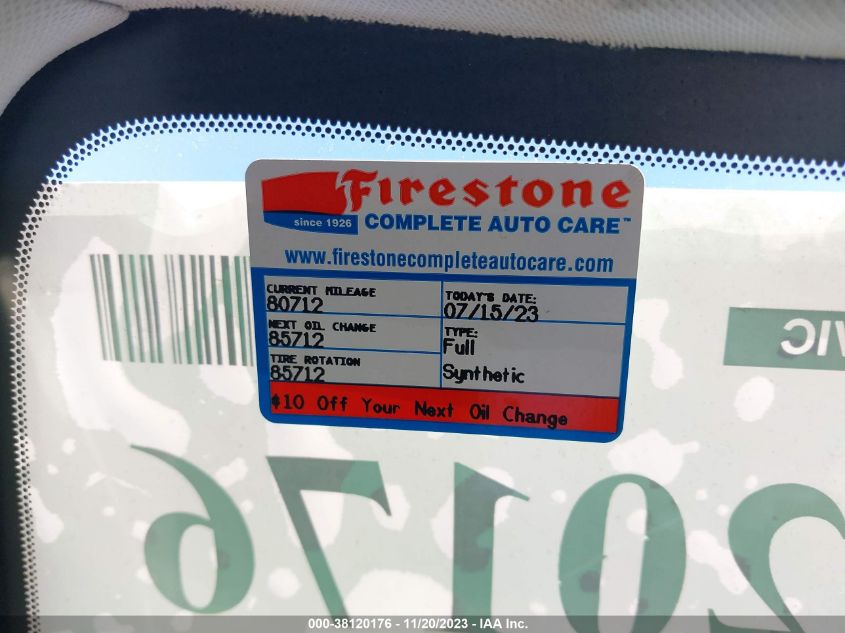 Firestone
since 1926 COMPLETE AUTO CARE™
www.firestonecompleteautocare.com
CURRENT MILEAGE
80712
TODAY'S DATE:
07/15/23
NEXT OIL CHANGE
85712
TYPE:
Full
Synthetic
TIRE ROTATION
85712
$10 Off Your Next Oil Change
VIC
20176
000-38120176 - 11/20/2023 - IAA Inc.